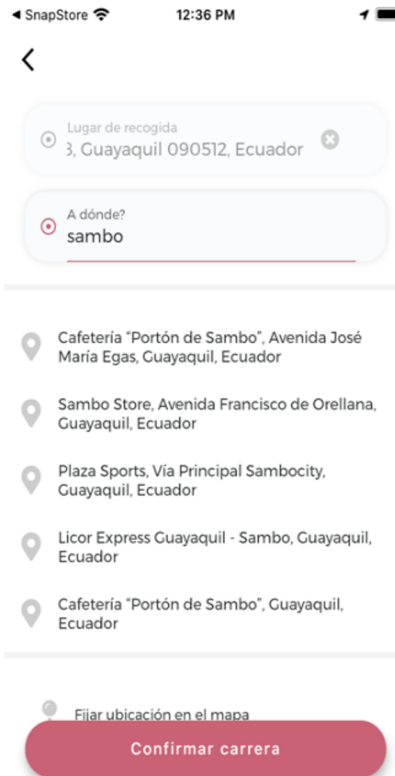 SnapStore
12:36 PM
Lugar de recogida
3, Guayaquil 090512, Ecuador
A dónde?
sambo
Cafetería "Portón de Sambo", Avenida José
María Egas, Guayaquil, Ecuador
Sambo Store, Avenida Francisco de Orellana,
Guayaquil, Ecuador
Plaza Sports, Vía Principal Sambocity,
Guayaquil, Ecuador
Licor Express Guayaquil - Sambo, Guayaquil,
Ecuador
Cafetería "Portón de Sambo", Guayaquil,
Ecuador
Fijar ubicación en el mapa
Confirmar carrera